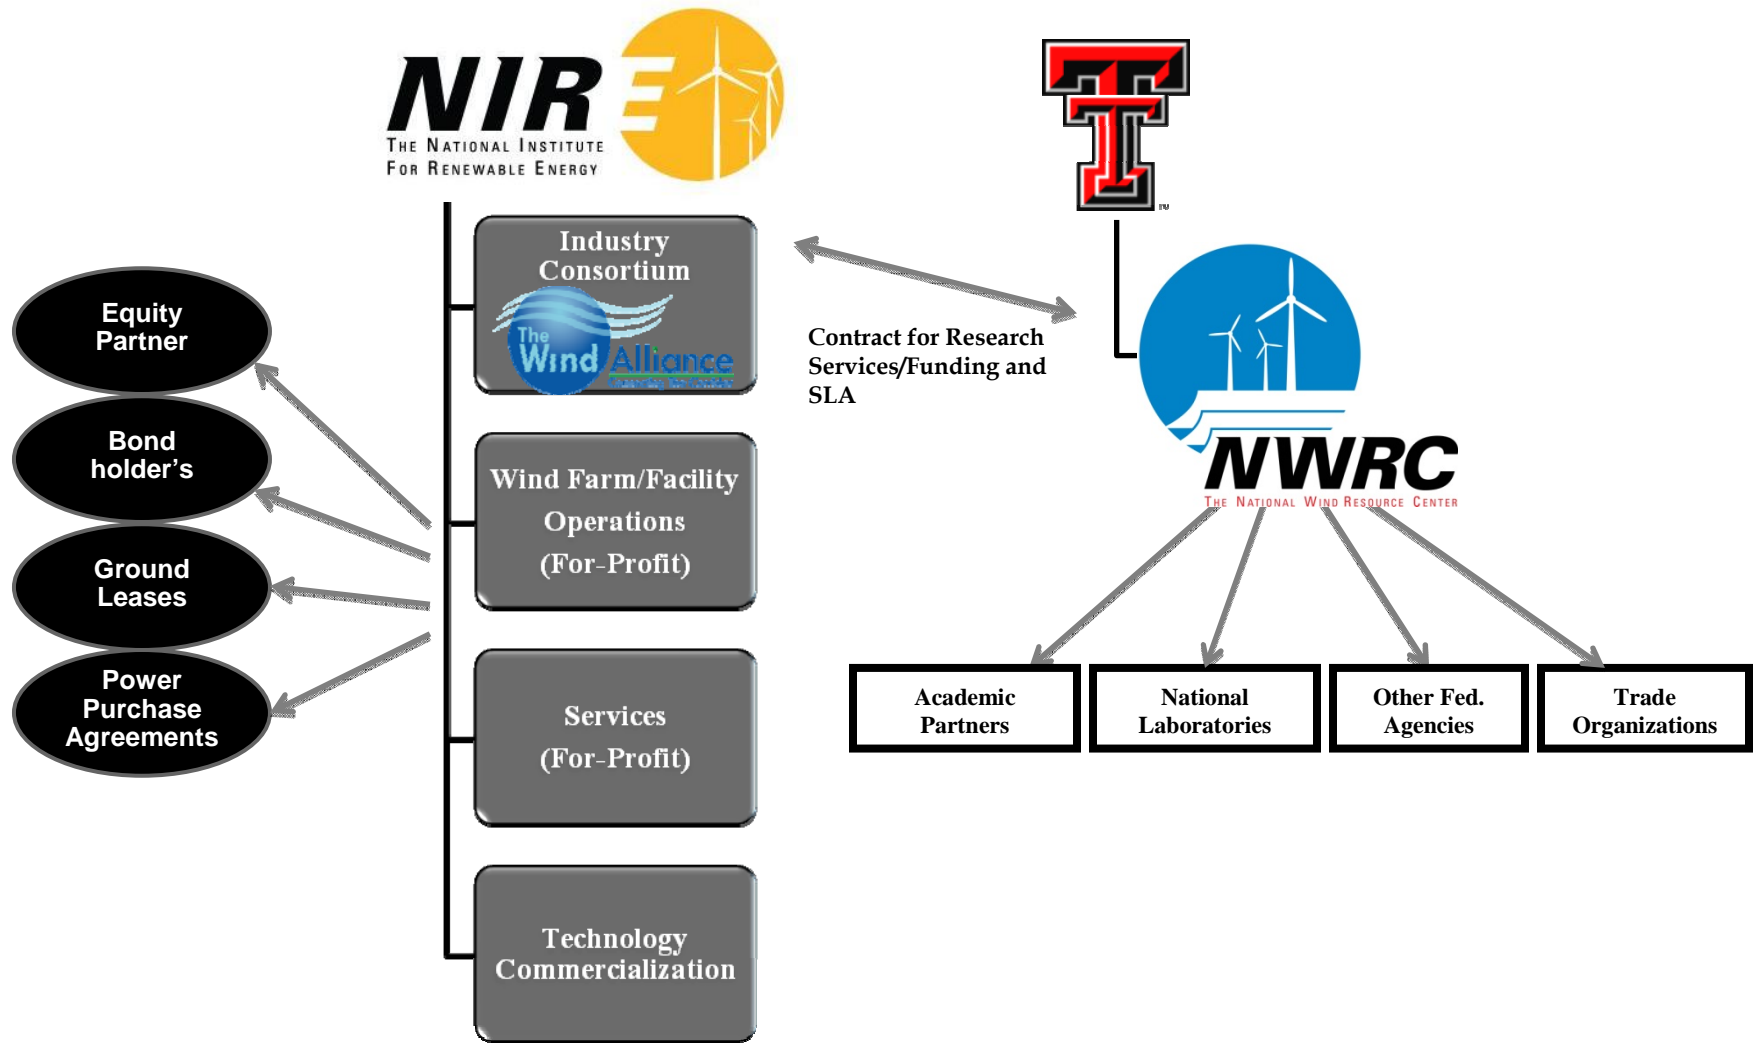 NIRE
THE NATIONAL INSTITUTE
FOR RENEWABLE ENERGY
Industry
Consortium
The
Wind Alliance
Equity
Partner
Bond
holder's
Ground
Leases
Power
Purchase
Agreements
Wind Farm/Facility
Operations
(For-Profit)
Services
(For-Profit)
Technology
Commercialization
Contract for Research
Services/Funding and
SLA
NWRC
THE NATIONAL WIND RESOURCE CENTER
Academic
Partners
National
Laboratories
Other Fed.
Agencies
Trade
Organizations